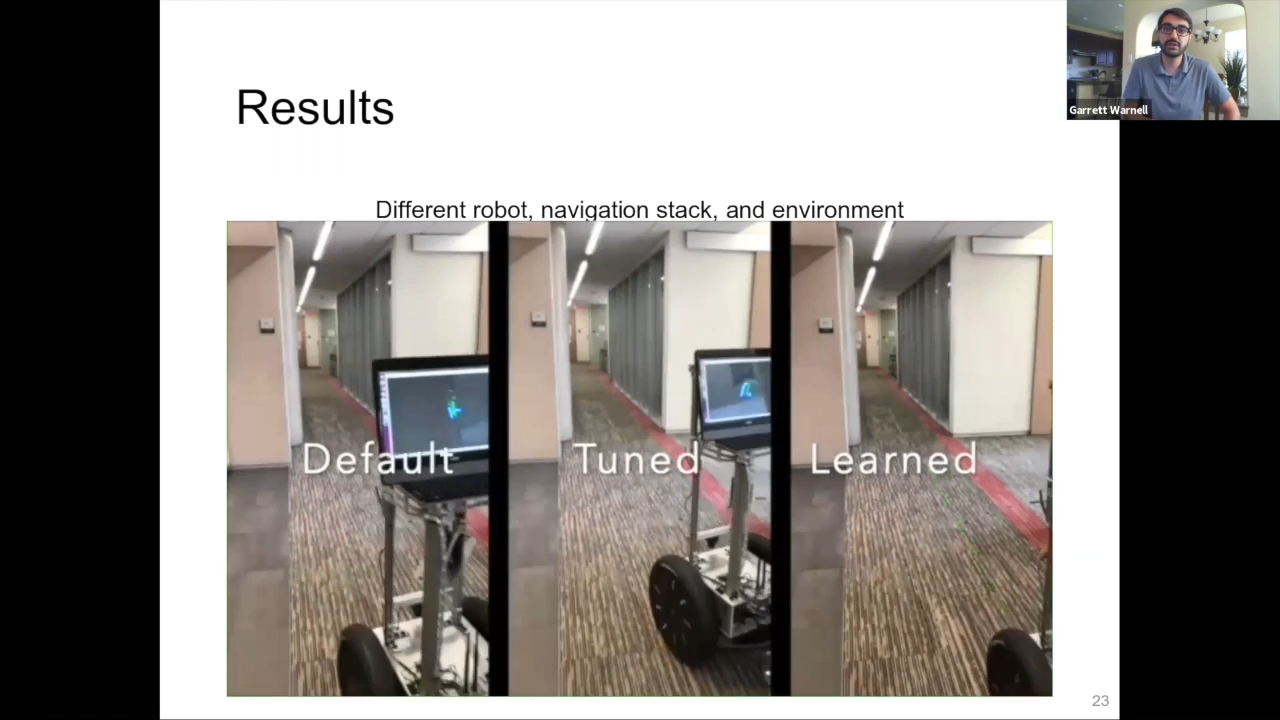 Garrett Warnell
Results
Different robot, navigation stack, and environment
Default
Tuned
Learned
23